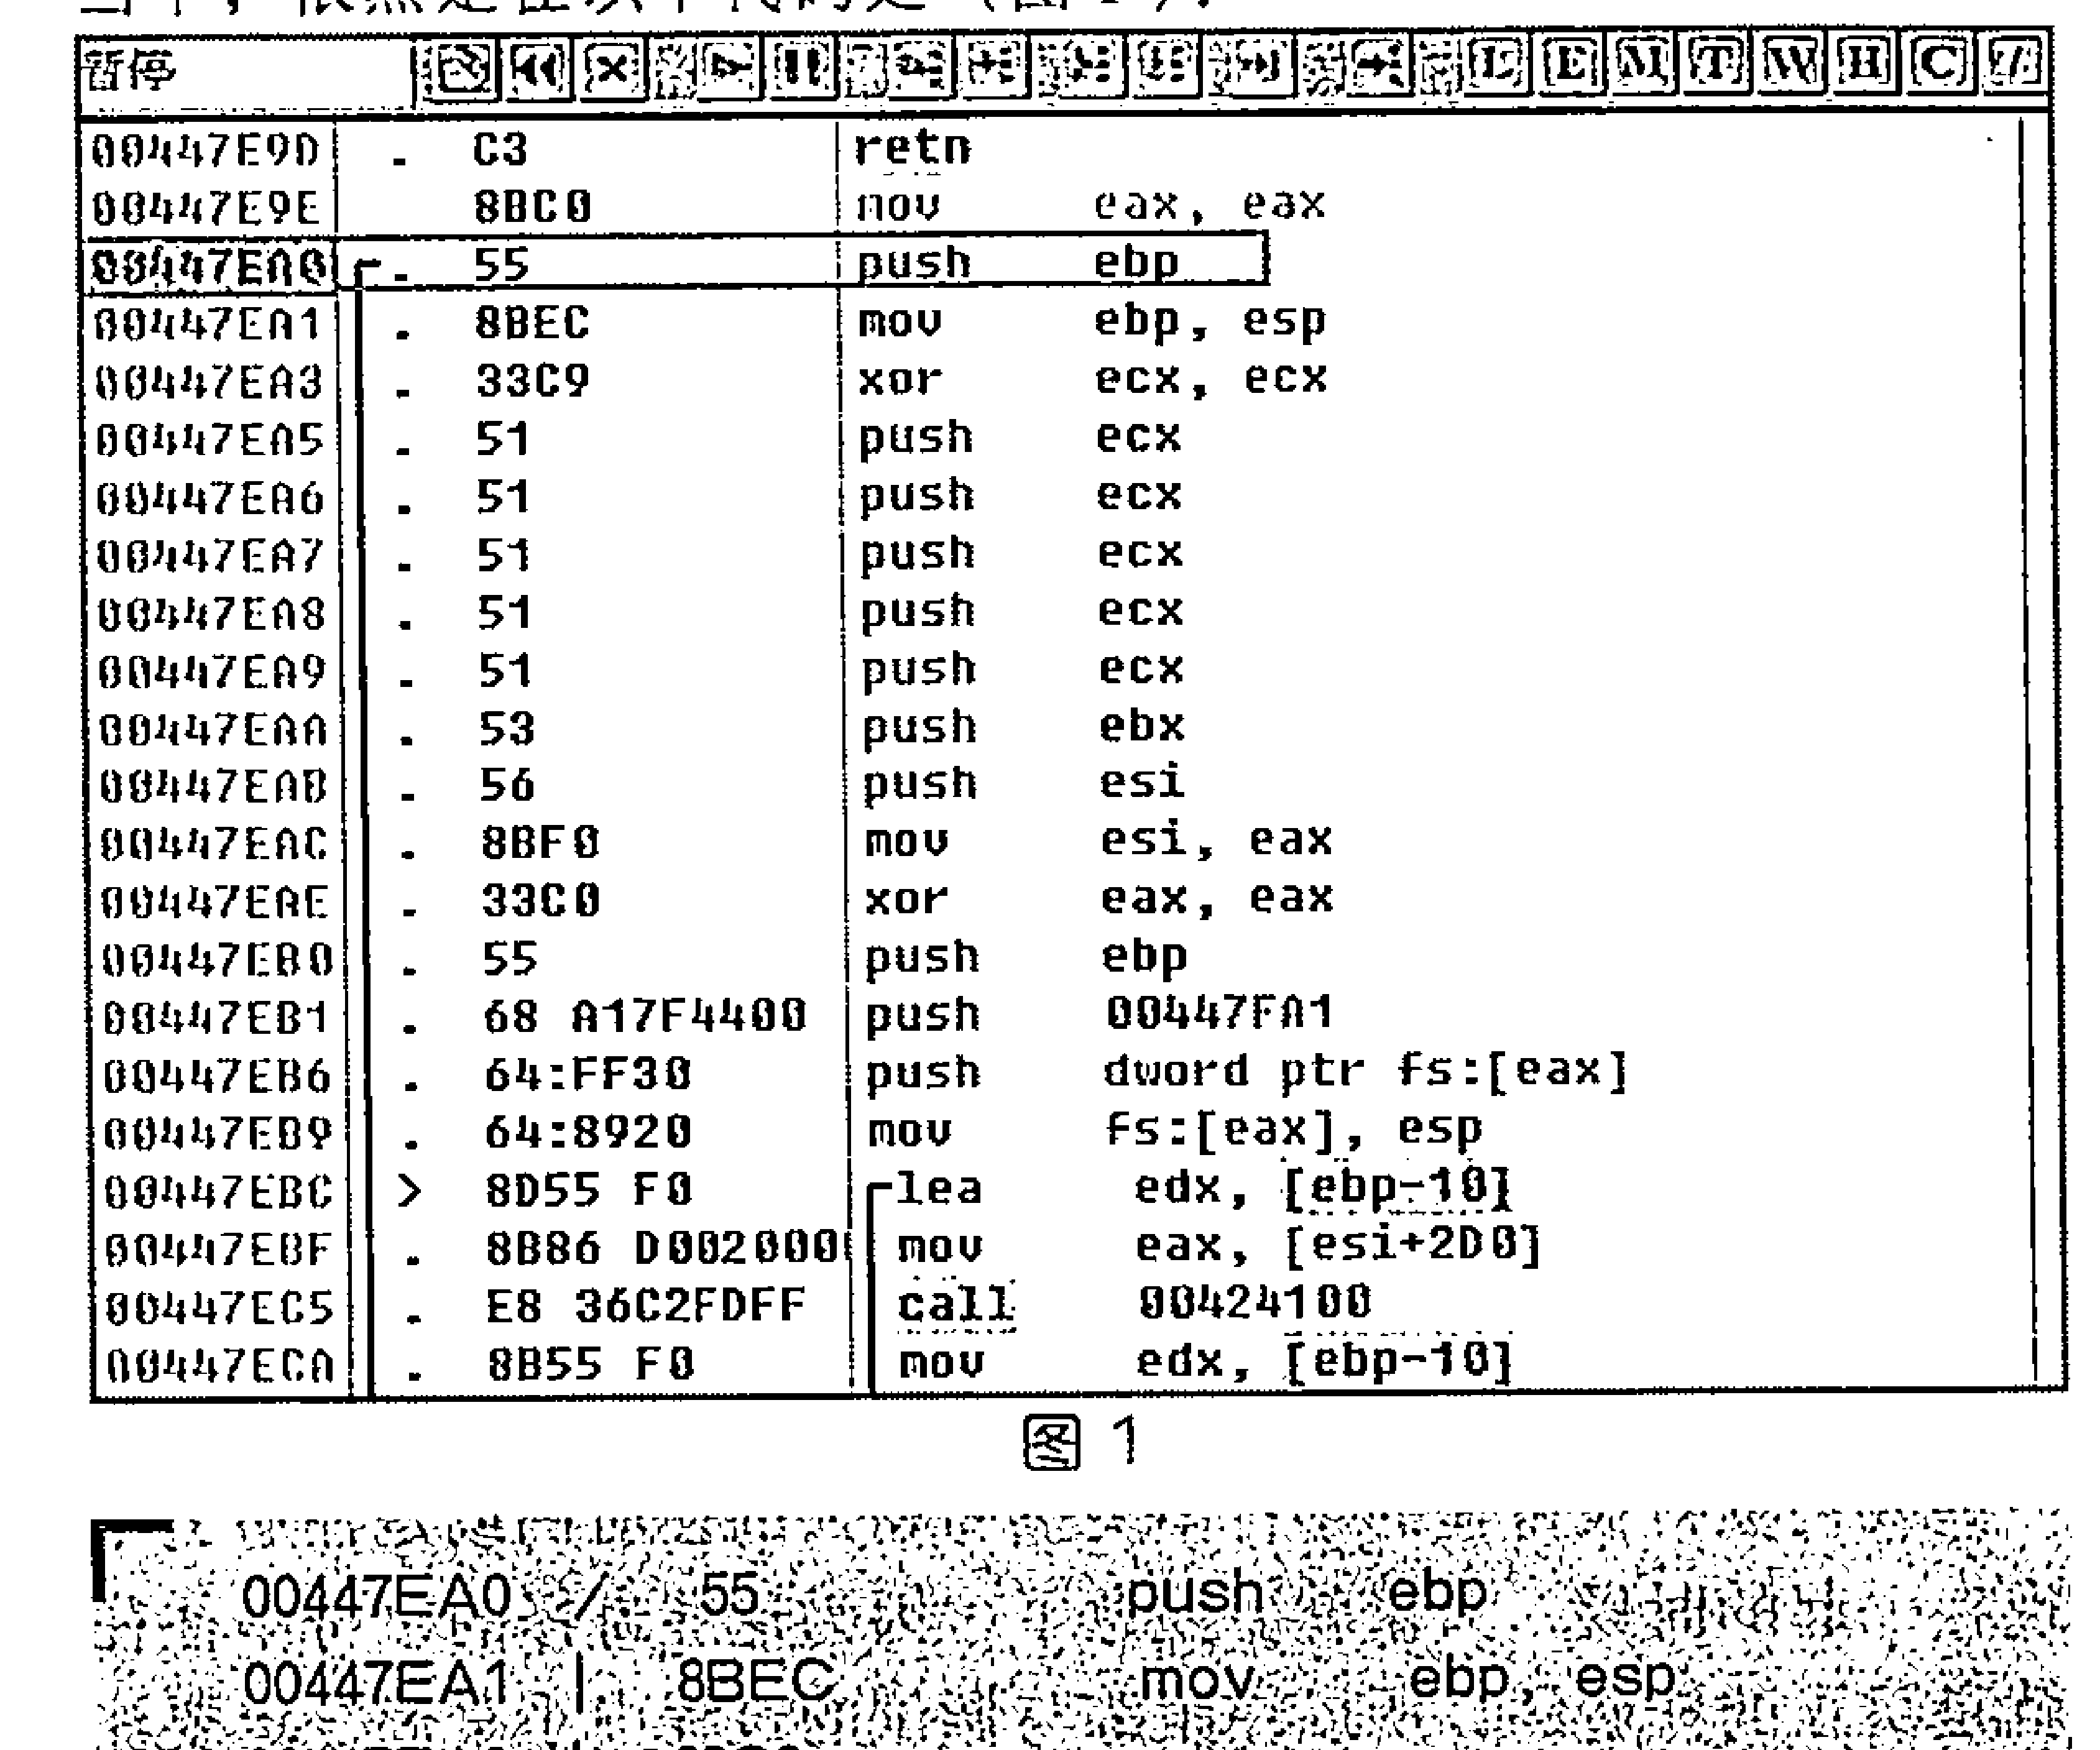 暂停 L E M T W H C /
00447E9D . C3 retn
00447E9E 8BC0 mov eax, eax
00447EA0 . 55 push ebp
00447EA1 . 8BEC mov ebp, esp
00447EA3 . 33C9 xor ecx, ecx
00447EA5 . 51 push ecx
00447EA6 . 51 push ecx
00447EA7 . 51 push ecx
00447EA8 . 51 push ecx
00447EA9 . 51 push ecx
00447EAA . 53 push ebx
00447EAB . 56 push esi
00447EAC . 8BF0 mov esi, eax
00447EAE . 33C0 xor eax, eax
00447EB0 . 55 push ebp
00447EB1 . 68 A17F4400 push 00447FA1
00447EB6 . 64:FF30 push dword ptr fs:[eax]
00447EB9 . 64:8920 mov fs:[eax], esp
00447EBC > 8D55 F0 lea edx, [ebp-10]
00447EBF . 8B86 D002000 mov eax, [esi+2D0]
00447EC5 . E8 36C2FDFF call 00424100
00447ECA . 8B55 F0 mov edx, [ebp-10]
图 1
00447EA0 /. 55 push ebp
00447EA1 |. 8BEC mov ebp, esp